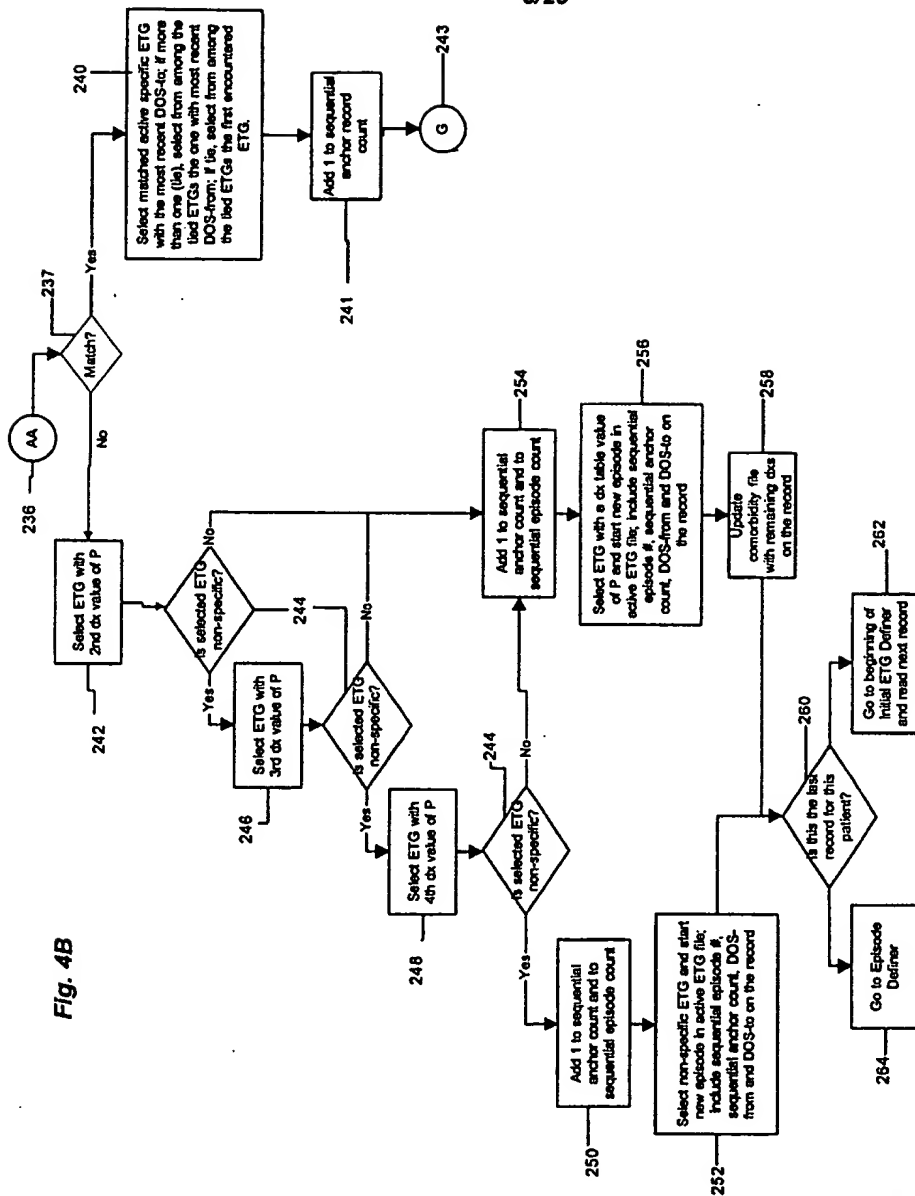 236
AA
237
Match?
Yes
No
240
Select matched active specific ETG
with the most recent DOS-to; if more
than one (tie), select from among the
tied ETGs the one with most recent
DOS-from; if tie, select from among
the tied ETGs the first encountered
ETG.
241
Add 1 to sequential
anchor record
count
G
243
242
Select ETG with
2nd dx value of P
Is selected ETG
non-specific?
244
Yes
No
246
Select ETG with
3rd dx value of P
Is selected ETG
non-specific?
Yes
No
248
Select ETG with
4th dx value of P
244
Is selected ETG
non-specific?
Yes
No
254
Add 1 to sequential
anchor count and to
sequential episode count
256
Select ETG with a dx table value
of P and start new episode in
active ETG file; include sequential
episode #, sequential anchor
count, DOS-from and DOS-to on
the record
258
Update
comorbidity file
with remaining dxs
on the record
250
Add 1 to sequential
anchor count and to
sequential episode count
252
Select non-specific ETG and start
new episode in active ETG file;
include sequential episode #,
sequential anchor count, DOS-
from and DOS-to on the record
260
Is this the last
record for this
patient?
262
Go to beginning of
Initial ETG Definer
and read next record
264
Go to Episode
Definer
Fig. 4B